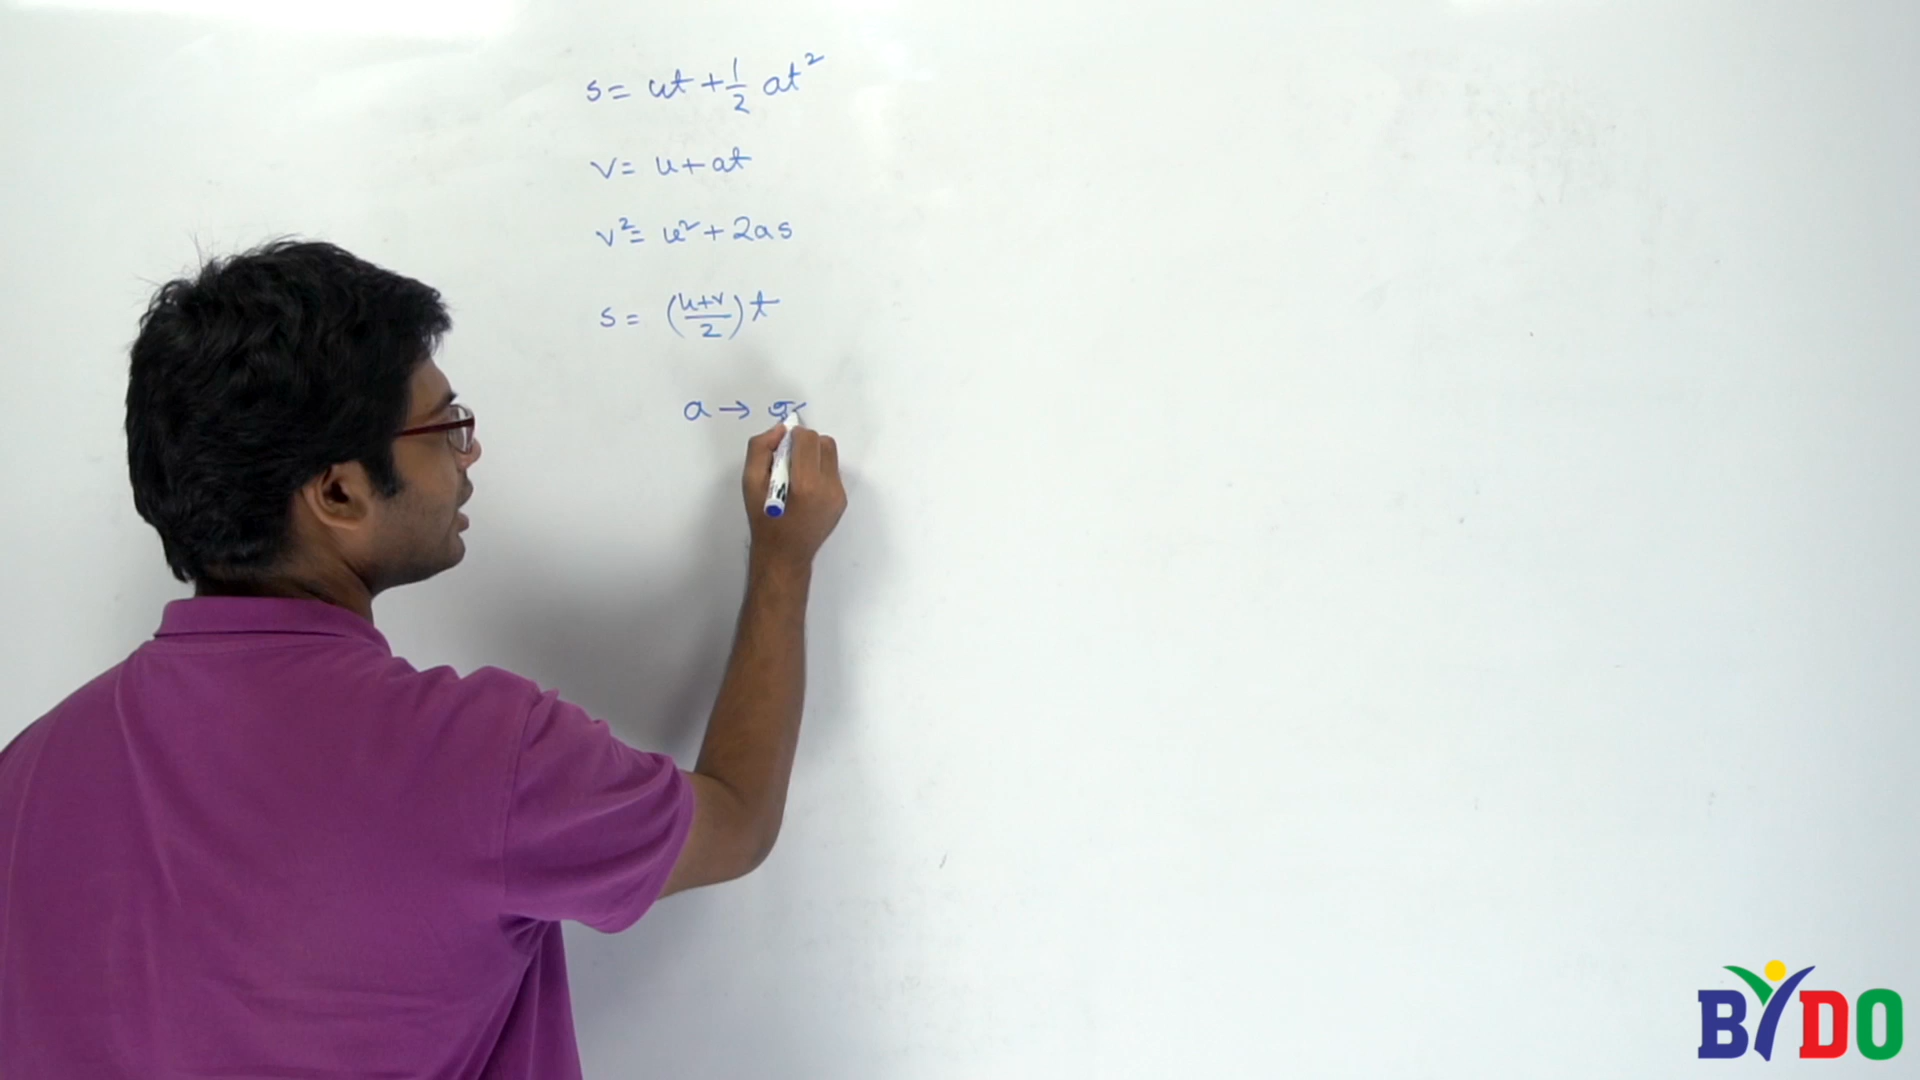 s = ut + 1/2 at²
v = u + at
v² = u² + 2as
s = (u+v/2) t
a →
BYDO